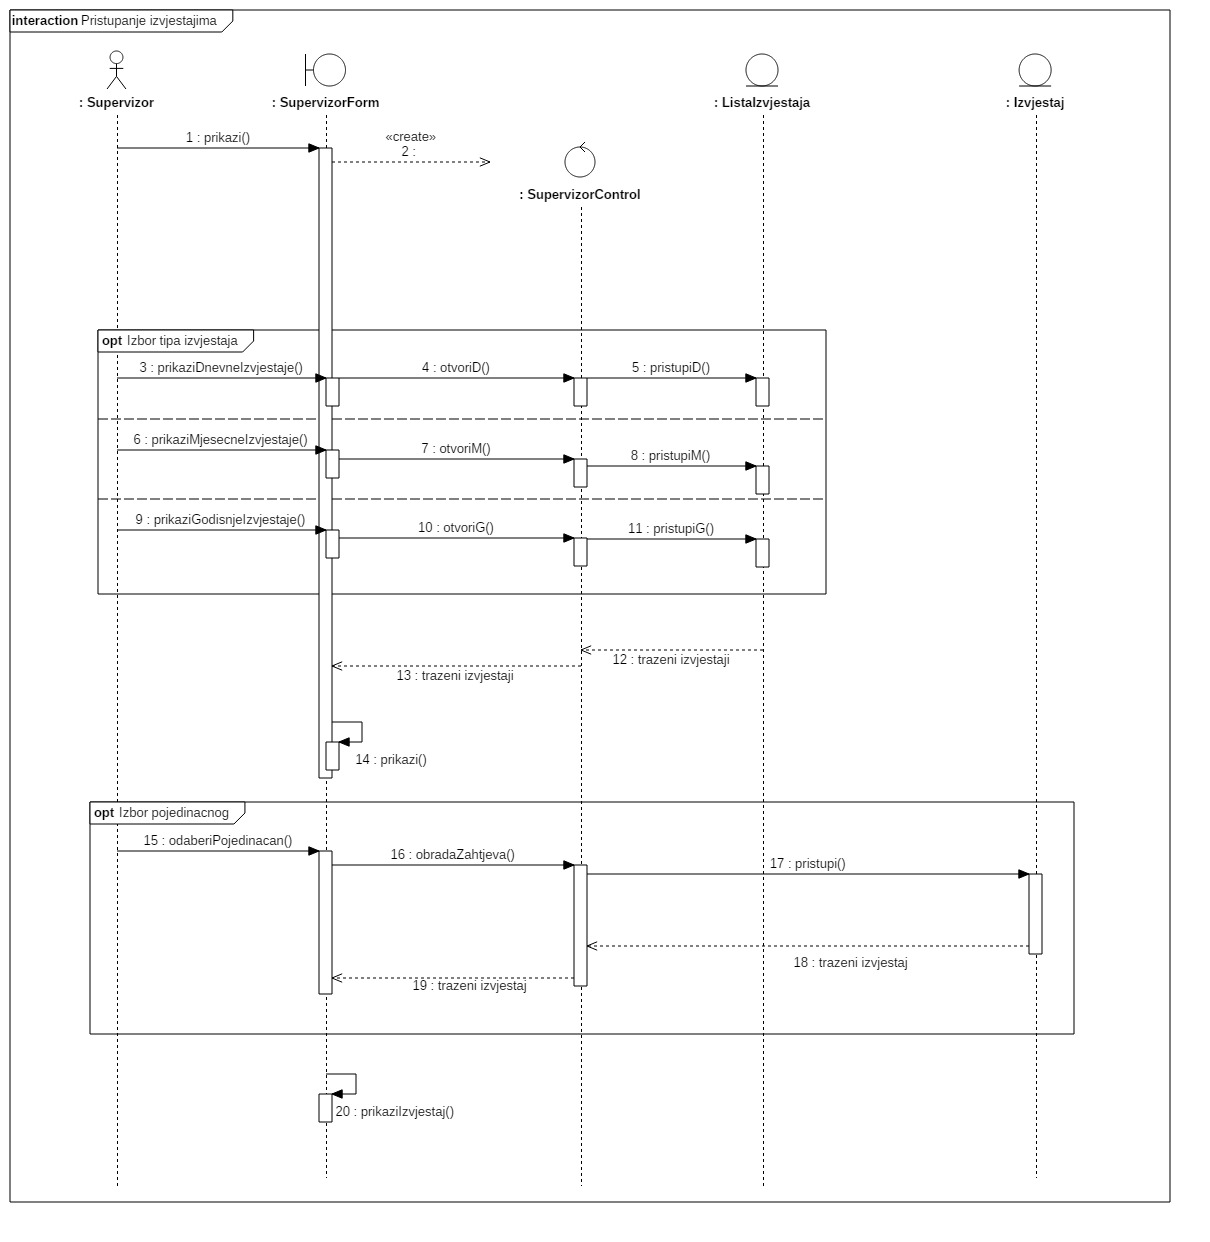 interaction Pristupanje izvjestajima
: Supervizor
: SupervizorForm
: ListaIzvjestaja
: Izvjestaj
1 : prikazi()
«create»
2 :
: SupervizorControl
opt Izbor tipa izvjestaja
3 : prikaziDnevneIzvjestaje()
4 : otvoriD()
5 : pristupiD()
6 : prikaziMjesecneIzvjestaje()
7 : otvoriM()
8 : pristupiM()
9 : prikaziGodisnjeIzvjestaje()
10 : otvoriG()
11 : pristupiG()
12 : trazeni izvjestaji
13 : trazeni izvjestaji
14 : prikazi()
opt Izbor pojedinacnog
15 : odaberiPojedinacan()
16 : obradaZahtjeva()
17 : pristupi()
18 : trazeni izvjestaj
19 : trazeni izvjestaj
20 : prikaziIzvjestaj()